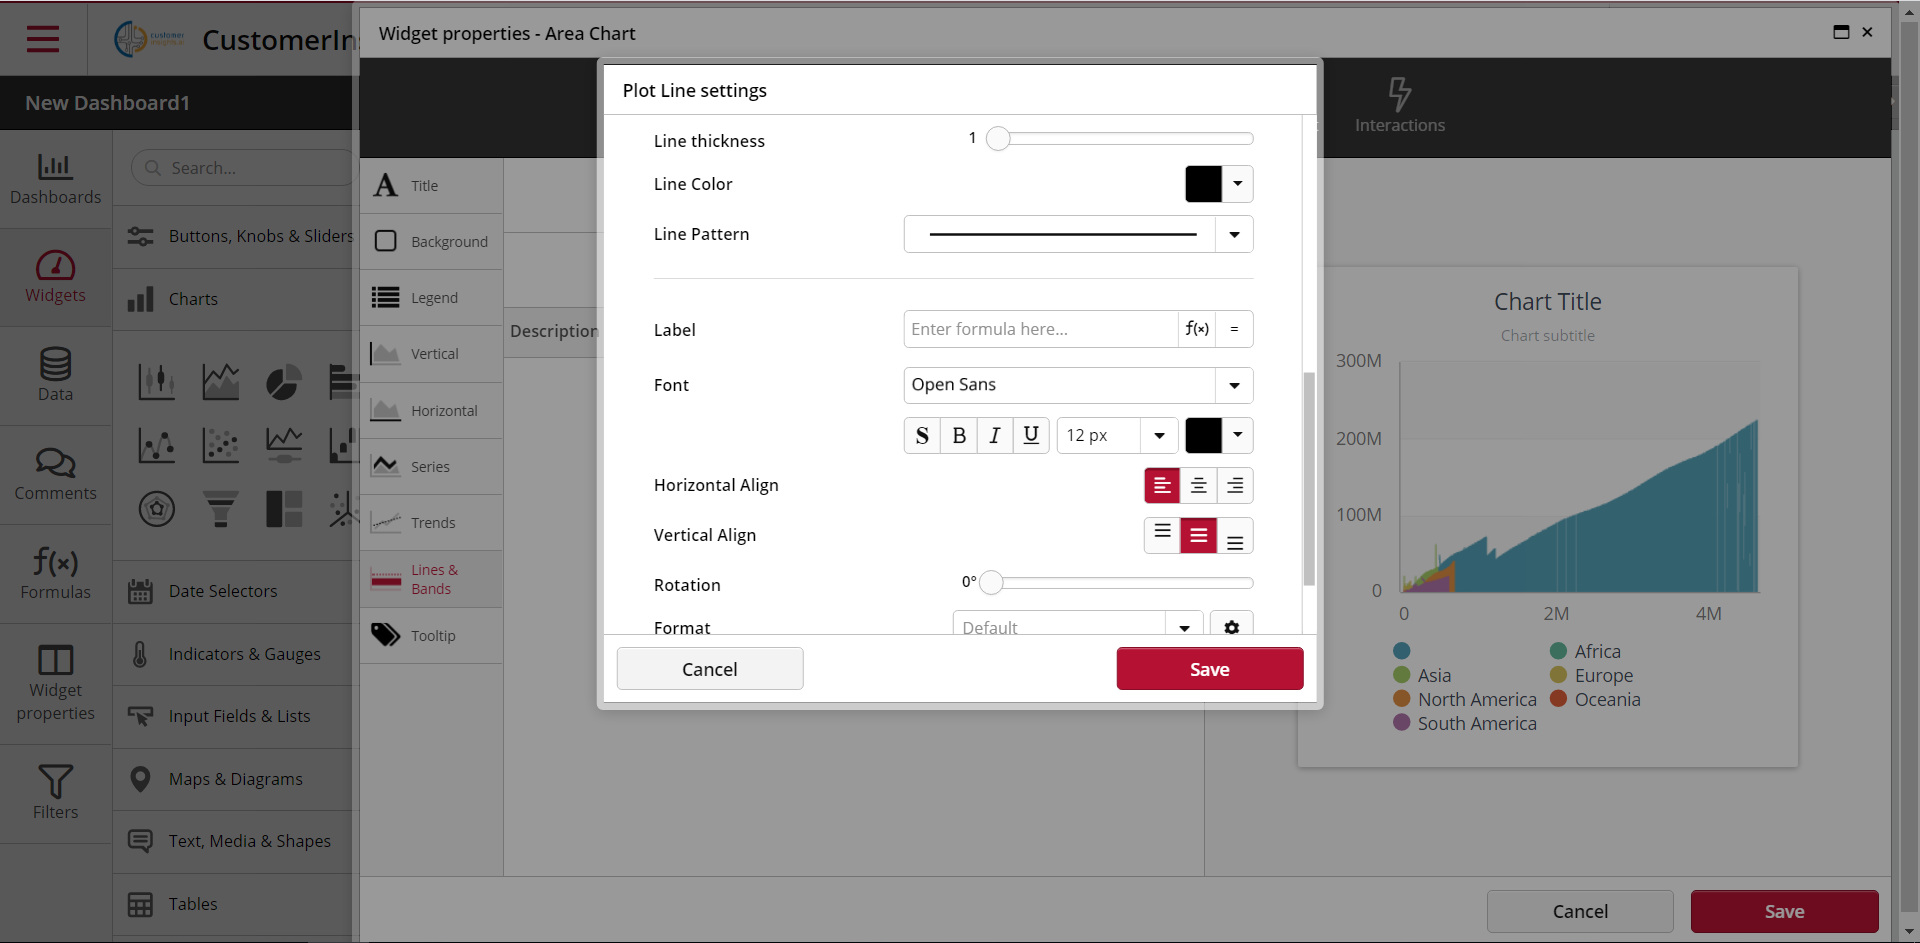 customer
CustomerIn
Widget properties - Area Chart
New Dashboard1
Plot Line settings
Interactions
Dashboards
Widgets
Data
Comments
f(x)
Formulas
Widget
properties
Filters
Search...
Buttons, Knobs & Sliders
Charts
Date Selectors
Indicators & Gauges
Input Fields & Lists
Maps & Diagrams
Text, Media & Shapes
Tables
A Title
Background
Legend
Vertical
Horizontal
Series
Trends
Lines &
Bands
Tooltip
Description
Line thickness 1
Line Color
Line Pattern
Label Enter formula here... f(x) =
Font Open Sans
S B I U 12 px
Horizontal Align
Vertical Align
Rotation 0°
Format Default
Cancel Save
Chart Title
Chart subtitle
300M
200M
100M
0
0 2M 4M
Africa
Asia Europe
North America Oceania
South America
Cancel Save